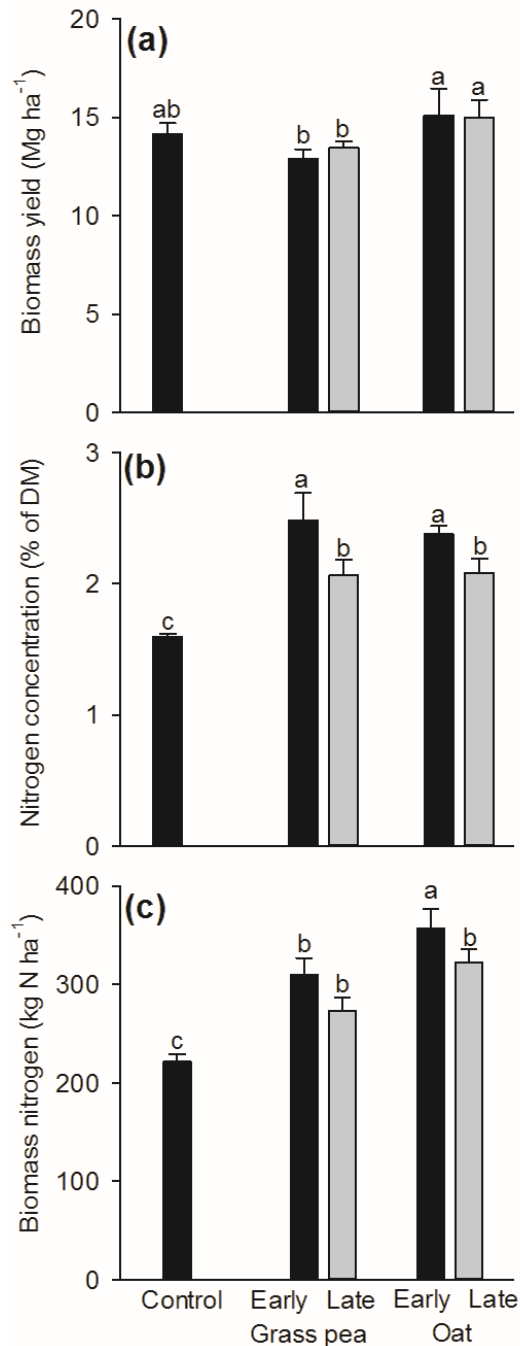 (a)
Biomass yield (Mg ha⁻¹)
20
15
10
5
0
ab
b
b
a
a
(b)
Nitrogen concentration (% of DM)
3
2
1
0
c
a
b
a
b
(c)
Biomass nitrogen (kg N ha⁻¹)
400
300
200
100
0
c
b
b
a
b
Control Early Late Early Late
Grass pea Oat